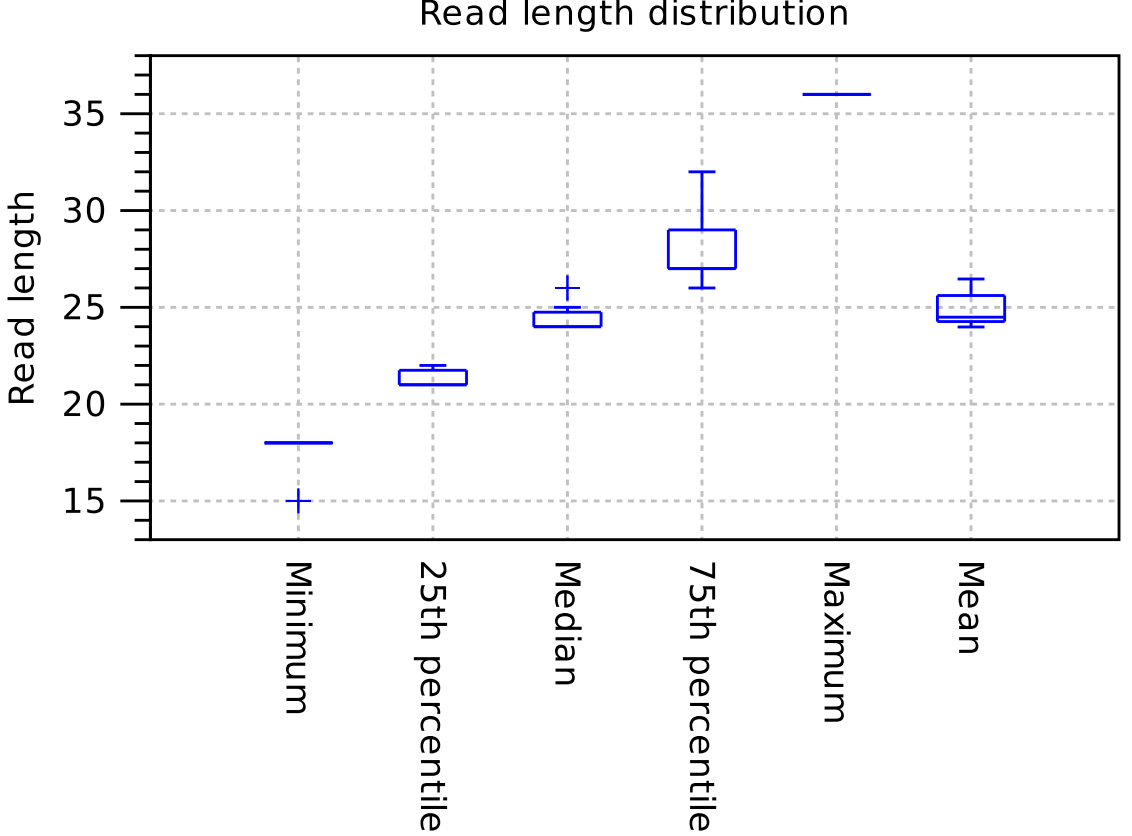 Read length distribution
Read length
35
30
25
20
15
Minimum
25th percentile
Median
75th percentile
Maximum
Mean